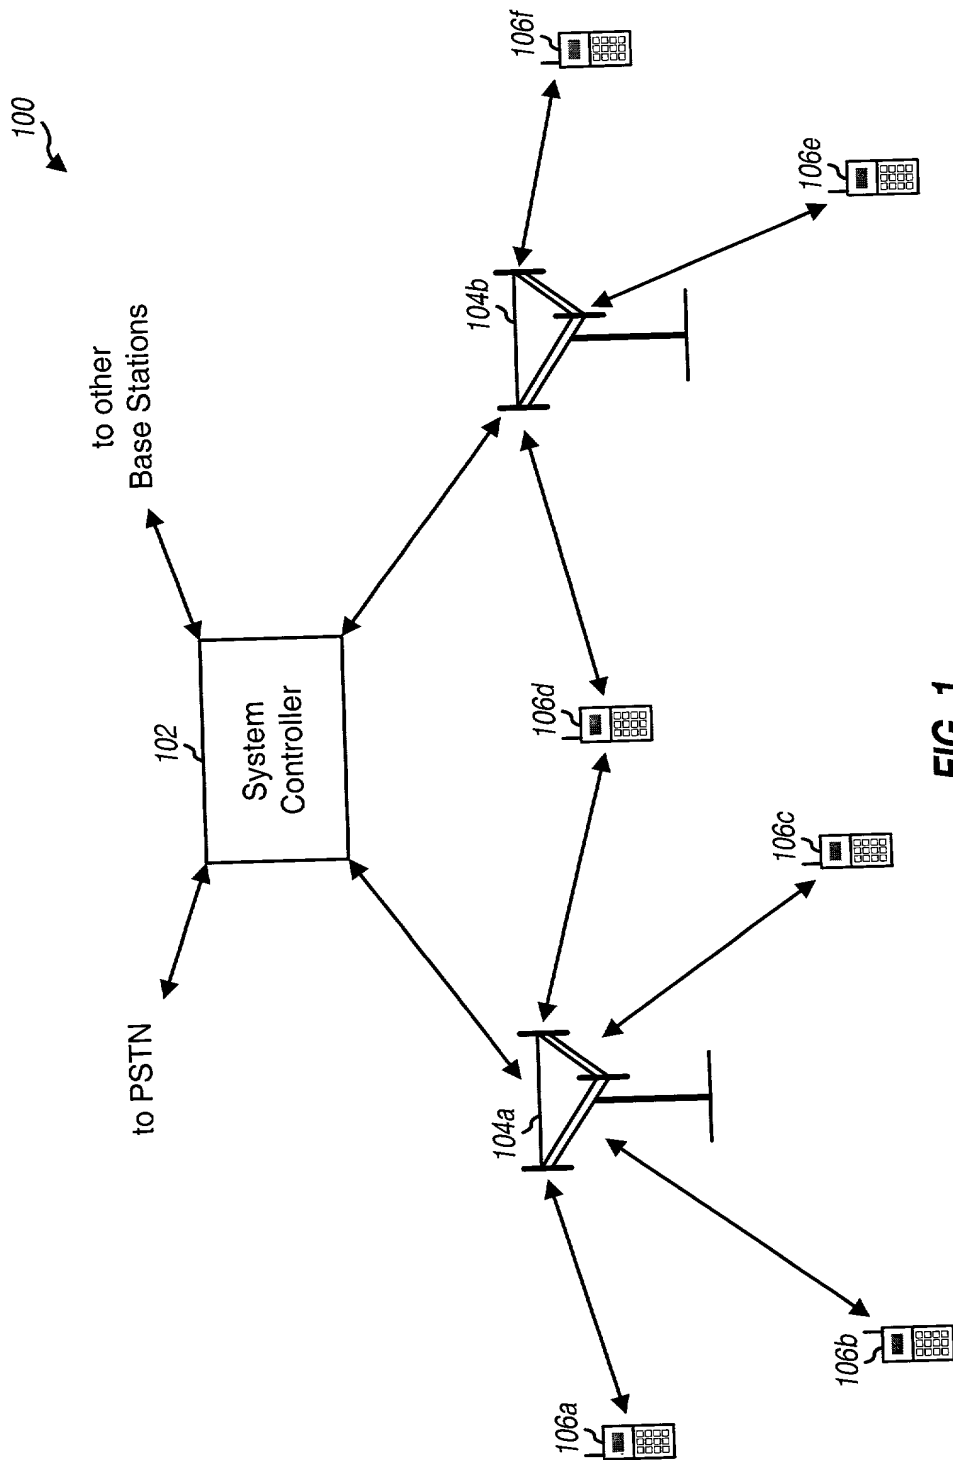 100
to PSTN
102
to other
Base Stations
System
Controller
104a
104b
106a
106b
106c
106d
106e
106f
FIG. 1